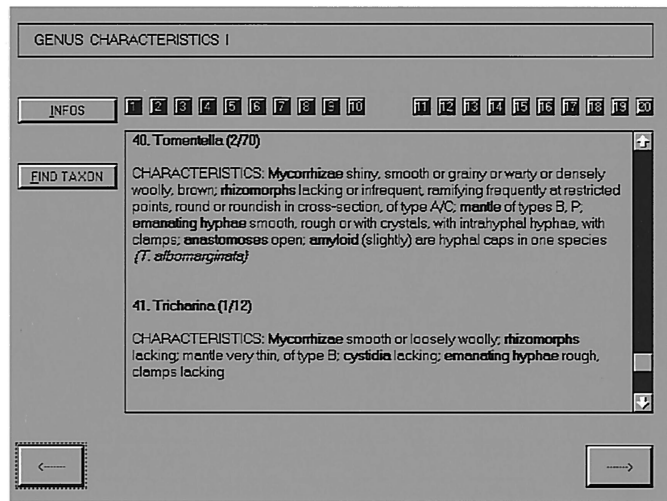 GENUS CHARACTERISTICS I
INFOS
1 2 3 4 5 6 7 8 9 10 11 12 13 14 15 16 17 18 19 20
40. Tomentella (2/70)
FIND TAXON
CHARACTERISTICS: Mycorrhizae shiny, smooth or grainy or warty or densely
woolly, brown; rhizomorphs lacking or infrequent, ramifying frequently at restricted
points, round or roundish in cross-section, of type A/C; mantle of types B, P;
emanating hyphae smooth, rough or with crystals, with intrahyphal hyphae, with
clamps; anastomoses open; amyloid (slightly) are hyphal caps in one species
(T. albomarginata)
41. Tricharina (1/12)
CHARACTERISTICS: Mycorrhizae smooth or loosely woolly; rhizomorphs
lacking; mantle very thin, of type B; cystidia lacking; emanating hyphae rough,
clamps lacking
<------
------>